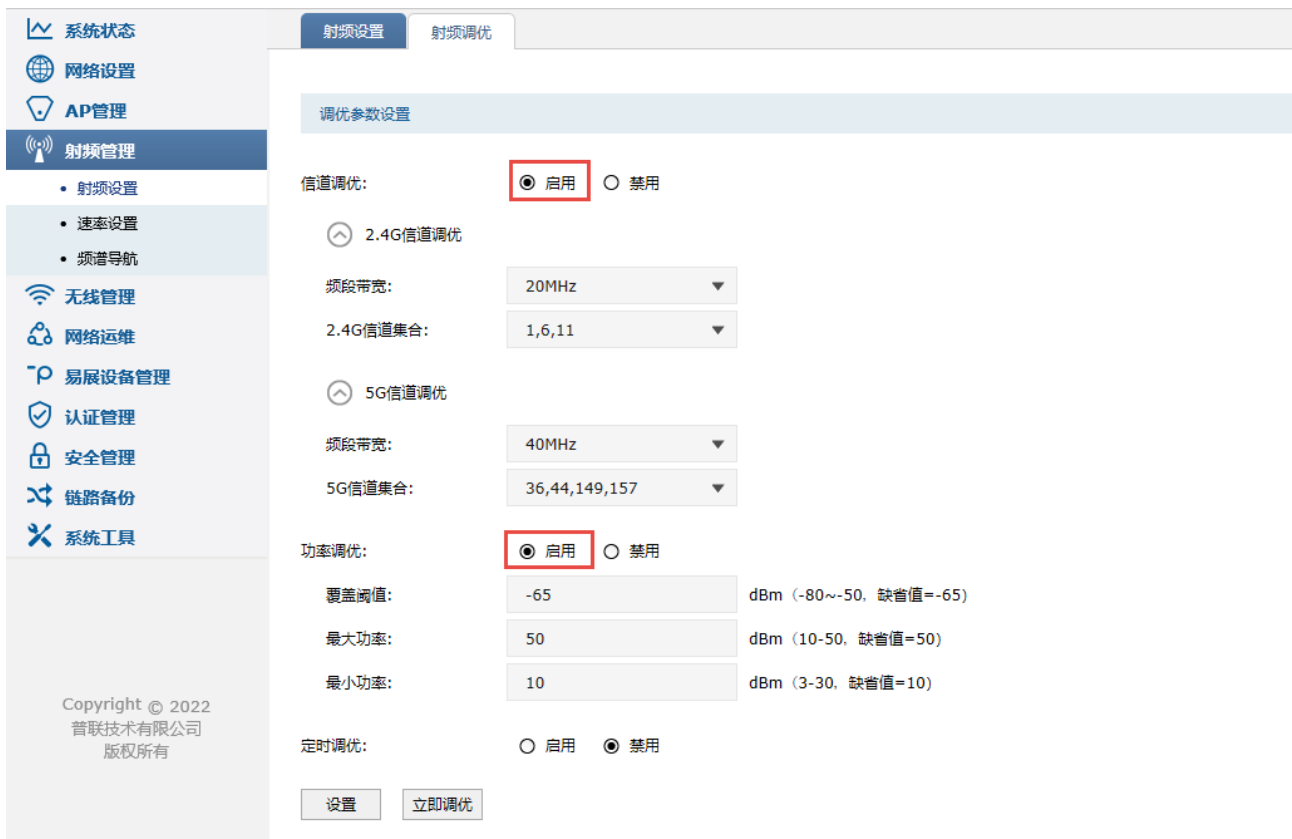 系统状态
网络设置
AP管理
射频管理
射频设置
速率设置
频谱导航
无线管理
网络运维
易展设备管理
认证管理
安全管理
链路备份
系统工具
Copyright © 2022
普联技术有限公司
版权所有
射频设置 射频调优
调优参数设置
信道调优: 启用 禁用
2.4G信道调优
频段带宽: 20MHz
2.4G信道集合: 1,6,11
5G信道调优
频段带宽: 40MHz
5G信道集合: 36,44,149,157
功率调优: 启用 禁用
覆盖阈值: -65 dBm（-80~-50，缺省值=-65）
最大功率: 50 dBm（10-50，缺省值=50）
最小功率: 10 dBm（3-30，缺省值=10）
定时调优: 启用 禁用
设置 立即调优